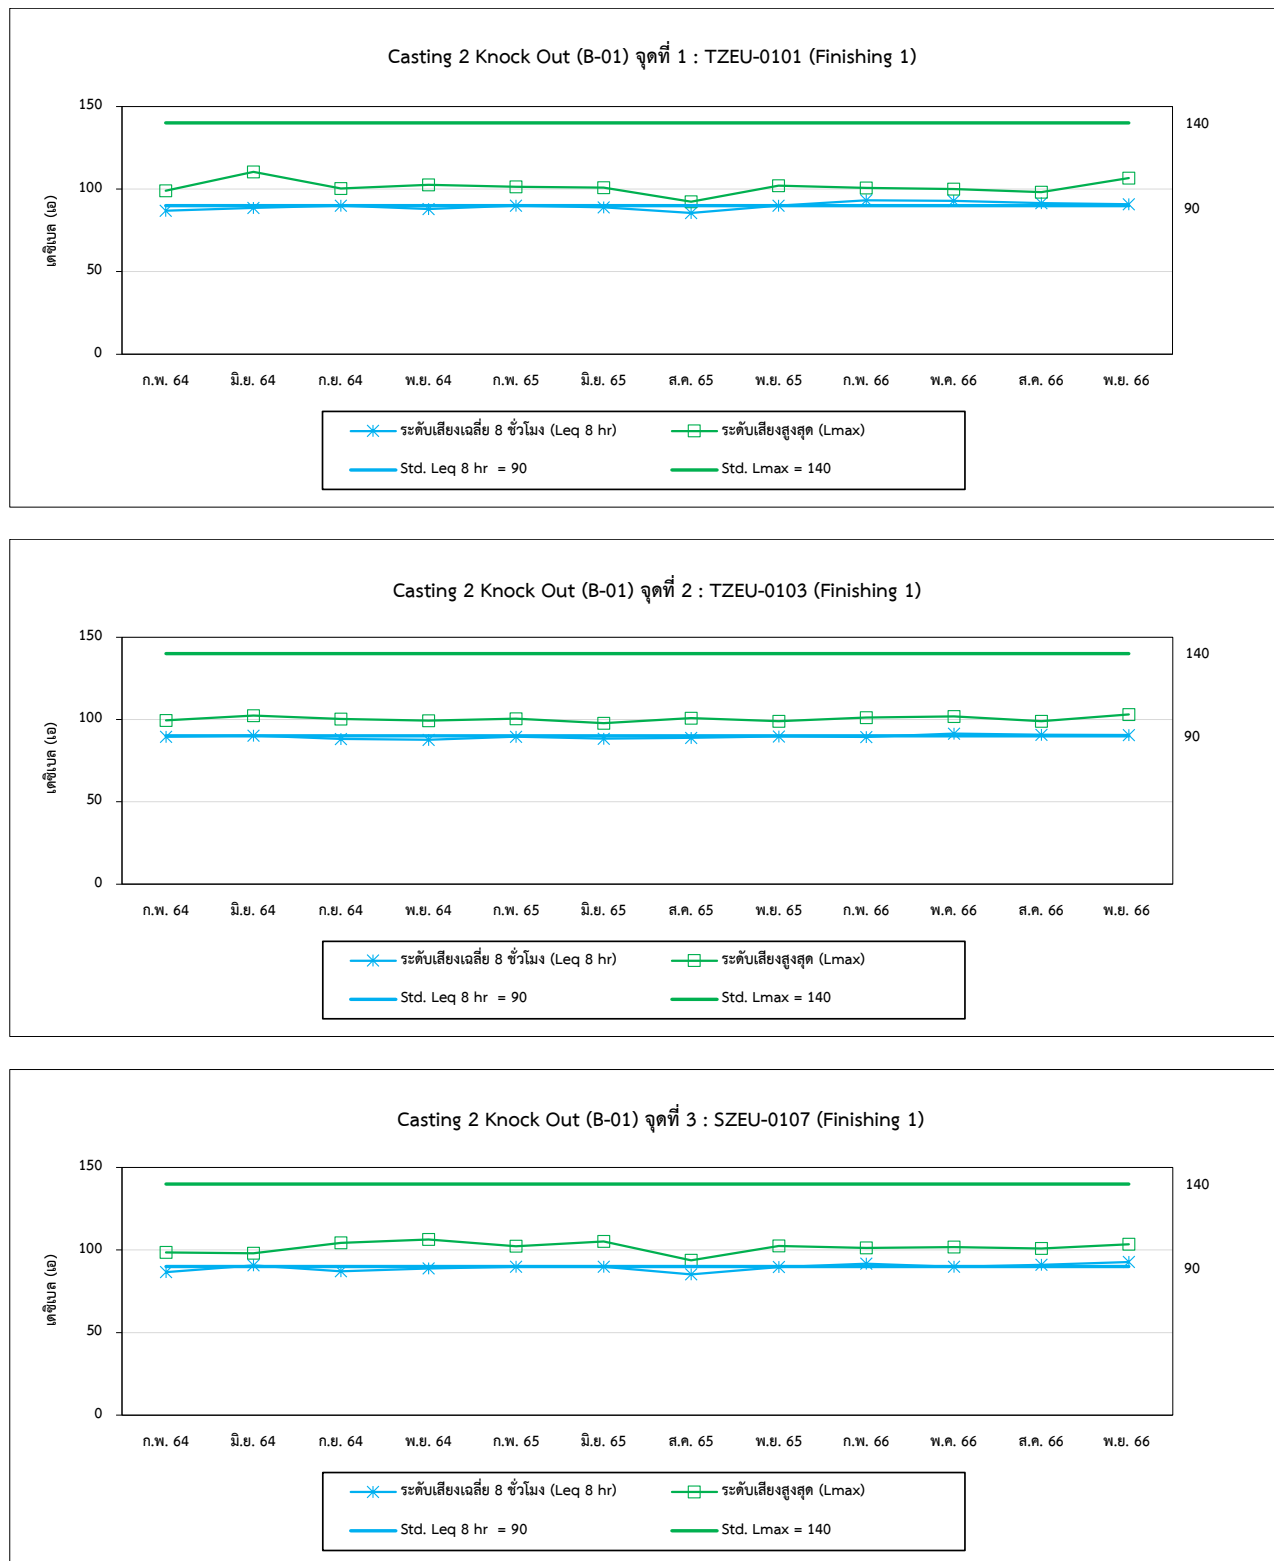 Casting 2 Knock Out (B-01) จุดที่ 1 : TZEU-0101 (Finishing 1)
150
140
100
90
50
0
เดซิเบล (เอ)
ก.พ. 64 มิ.ย. 64 ก.ย. 64 พ.ย. 64 ก.พ. 65 มิ.ย. 65 ส.ค. 65 พ.ย. 65 ก.พ. 66 พ.ค. 66 ส.ค. 66 พ.ย. 66
ระดับเสียงเฉลี่ย 8 ชั่วโมง (Leq 8 hr) ระดับเสียงสูงสุด (Lmax)
Std. Leq 8 hr = 90 Std. Lmax = 140
Casting 2 Knock Out (B-01) จุดที่ 2 : TZEU-0103 (Finishing 1)
150
140
100
90
50
0
เดซิเบล (เอ)
ก.พ. 64 มิ.ย. 64 ก.ย. 64 พ.ย. 64 ก.พ. 65 มิ.ย. 65 ส.ค. 65 พ.ย. 65 ก.พ. 66 พ.ค. 66 ส.ค. 66 พ.ย. 66
ระดับเสียงเฉลี่ย 8 ชั่วโมง (Leq 8 hr) ระดับเสียงสูงสุด (Lmax)
Std. Leq 8 hr = 90 Std. Lmax = 140
Casting 2 Knock Out (B-01) จุดที่ 3 : SZEU-0107 (Finishing 1)
150
140
100
90
50
0
เดซิเบล (เอ)
ก.พ. 64 มิ.ย. 64 ก.ย. 64 พ.ย. 64 ก.พ. 65 มิ.ย. 65 ส.ค. 65 พ.ย. 65 ก.พ. 66 พ.ค. 66 ส.ค. 66 พ.ย. 66
ระดับเสียงเฉลี่ย 8 ชั่วโมง (Leq 8 hr) ระดับเสียงสูงสุด (Lmax)
Std. Leq 8 hr = 90 Std. Lmax = 140